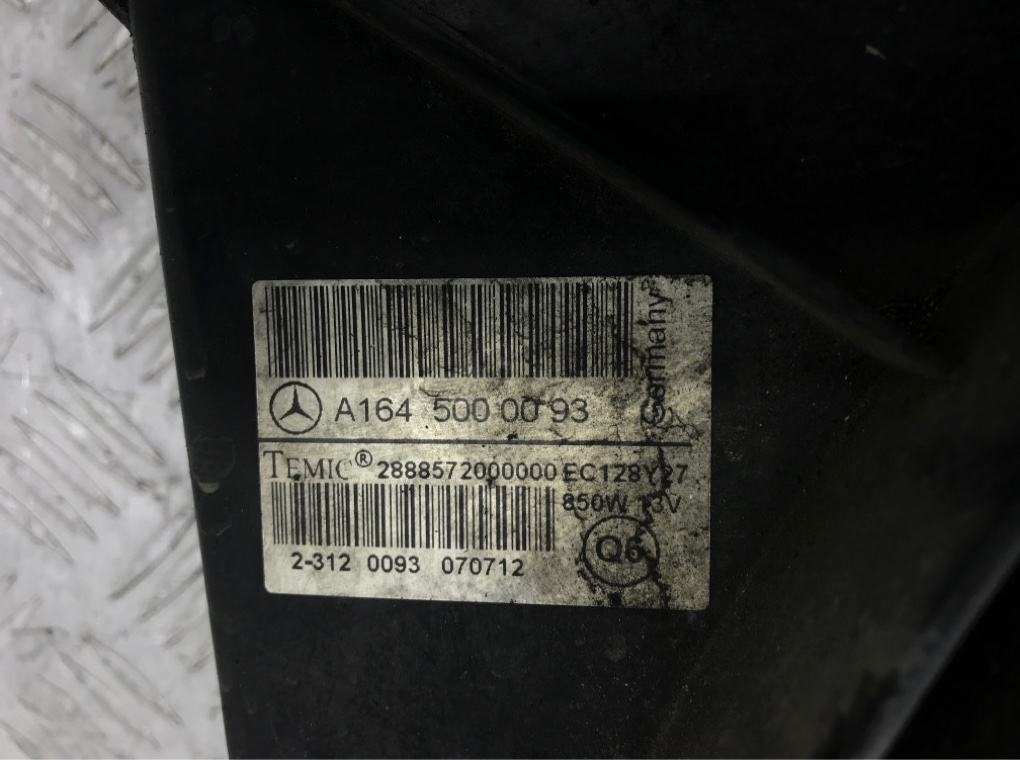 Germany
A164 500 00 93
TEMIC® 2888572000000 EC128Y27
850W 13V
Q6
2-312 0093 070712